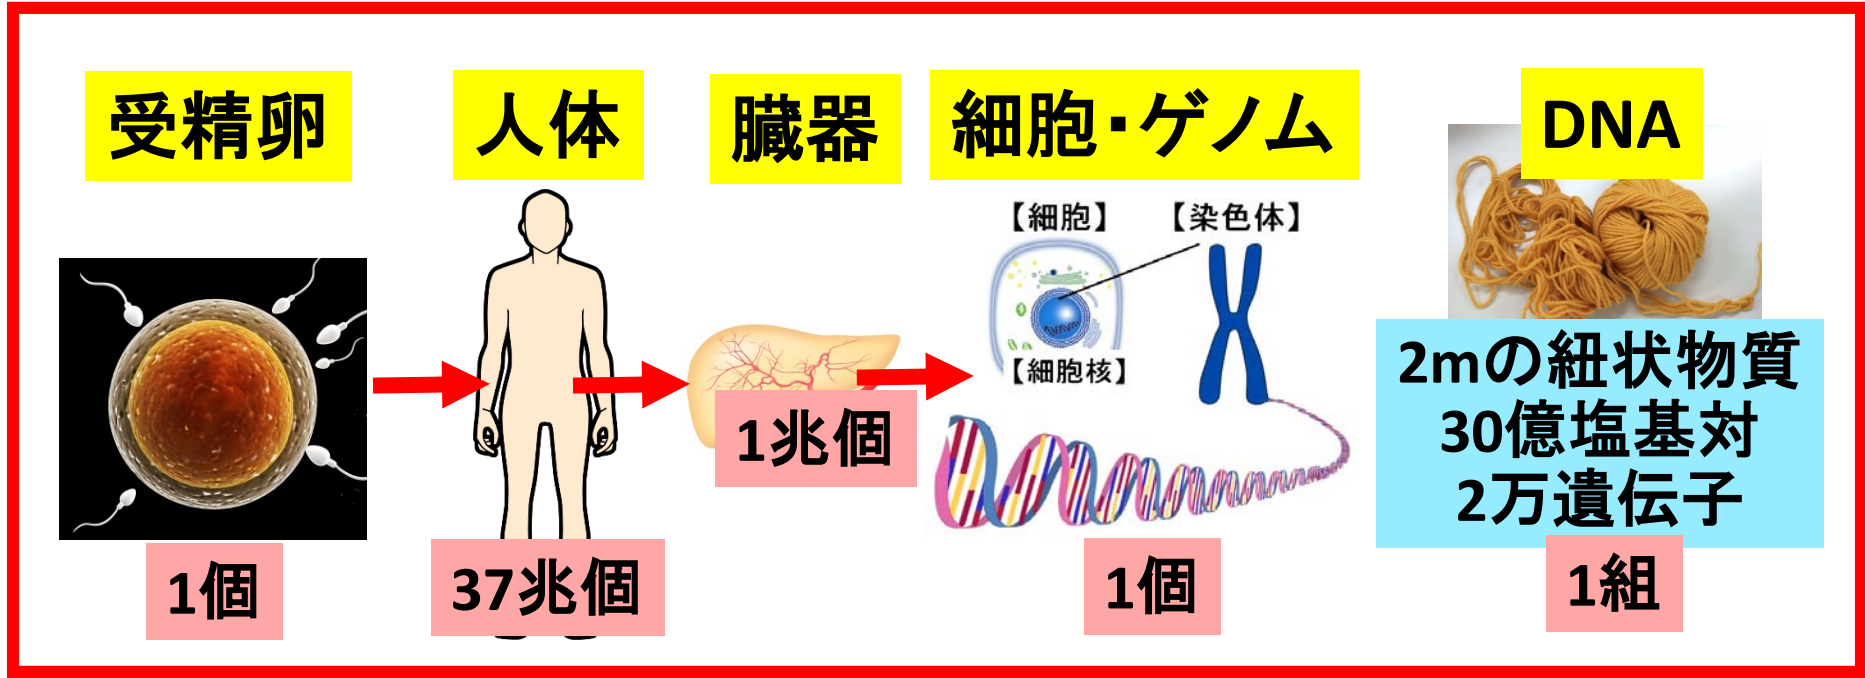 受精卵
人体
臓器
細胞・ゲノム
DNA
【細胞】
【染色体】
【細胞核】
2mの紐状物質
30億塩基対
2万遺伝子
1個
37兆個
1兆個
1個
1組